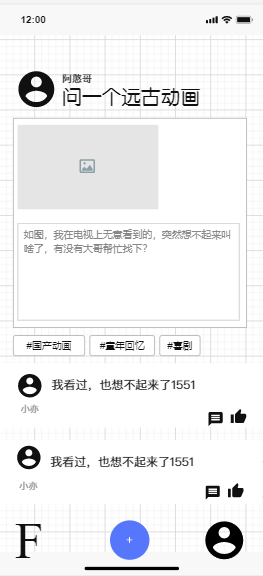 12:00
阿憨哥
问一个远古动画
如图，我在电视上无意看到的，突然想不起来叫
啥了，有没有大哥帮忙找下？
#国产动画 #童年回忆 #喜剧
我看过，也想不起来了1551
小亦
我看过，也想不起来了1551
小亦
F